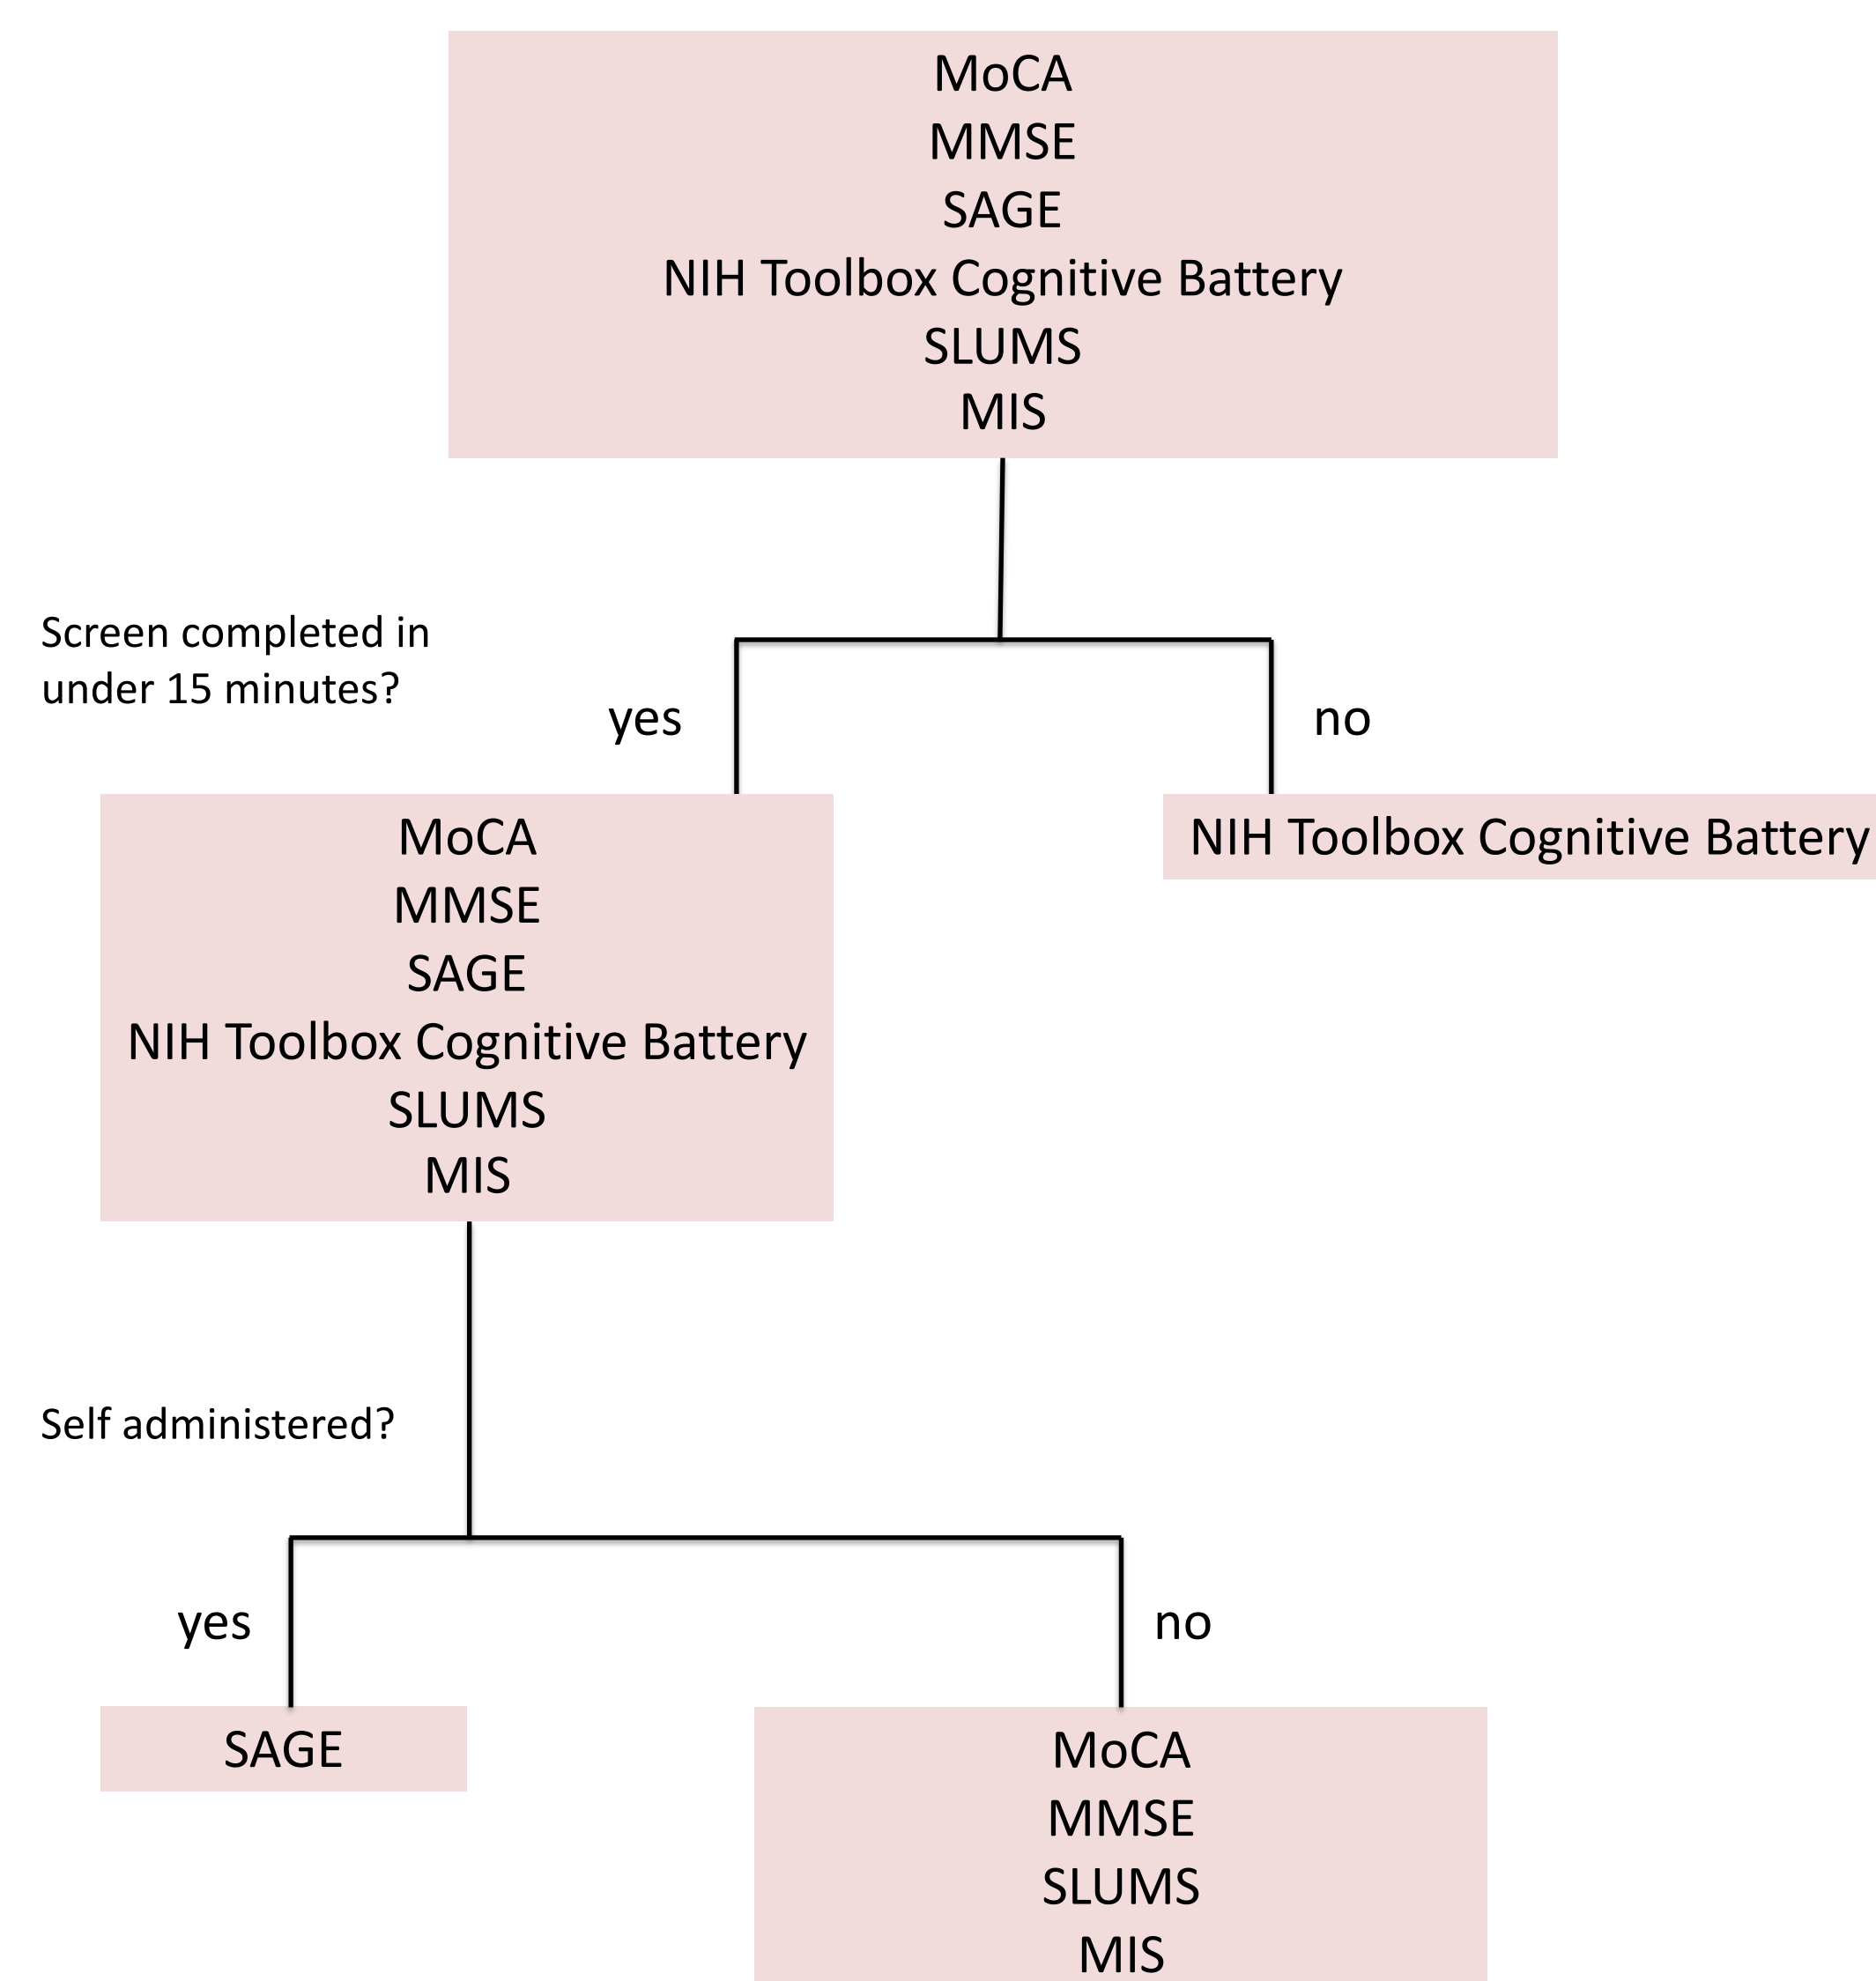 MoCA
MMSE
SAGE
NIH Toolbox Cognitive Battery
SLUMS
MIS
Screen completed in
under 15 minutes?
yes
no
MoCA
MMSE
SAGE
NIH Toolbox Cognitive Battery
SLUMS
MIS
NIH Toolbox Cognitive Battery
Self administered?
yes
no
SAGE
MoCA
MMSE
SLUMS
MIS